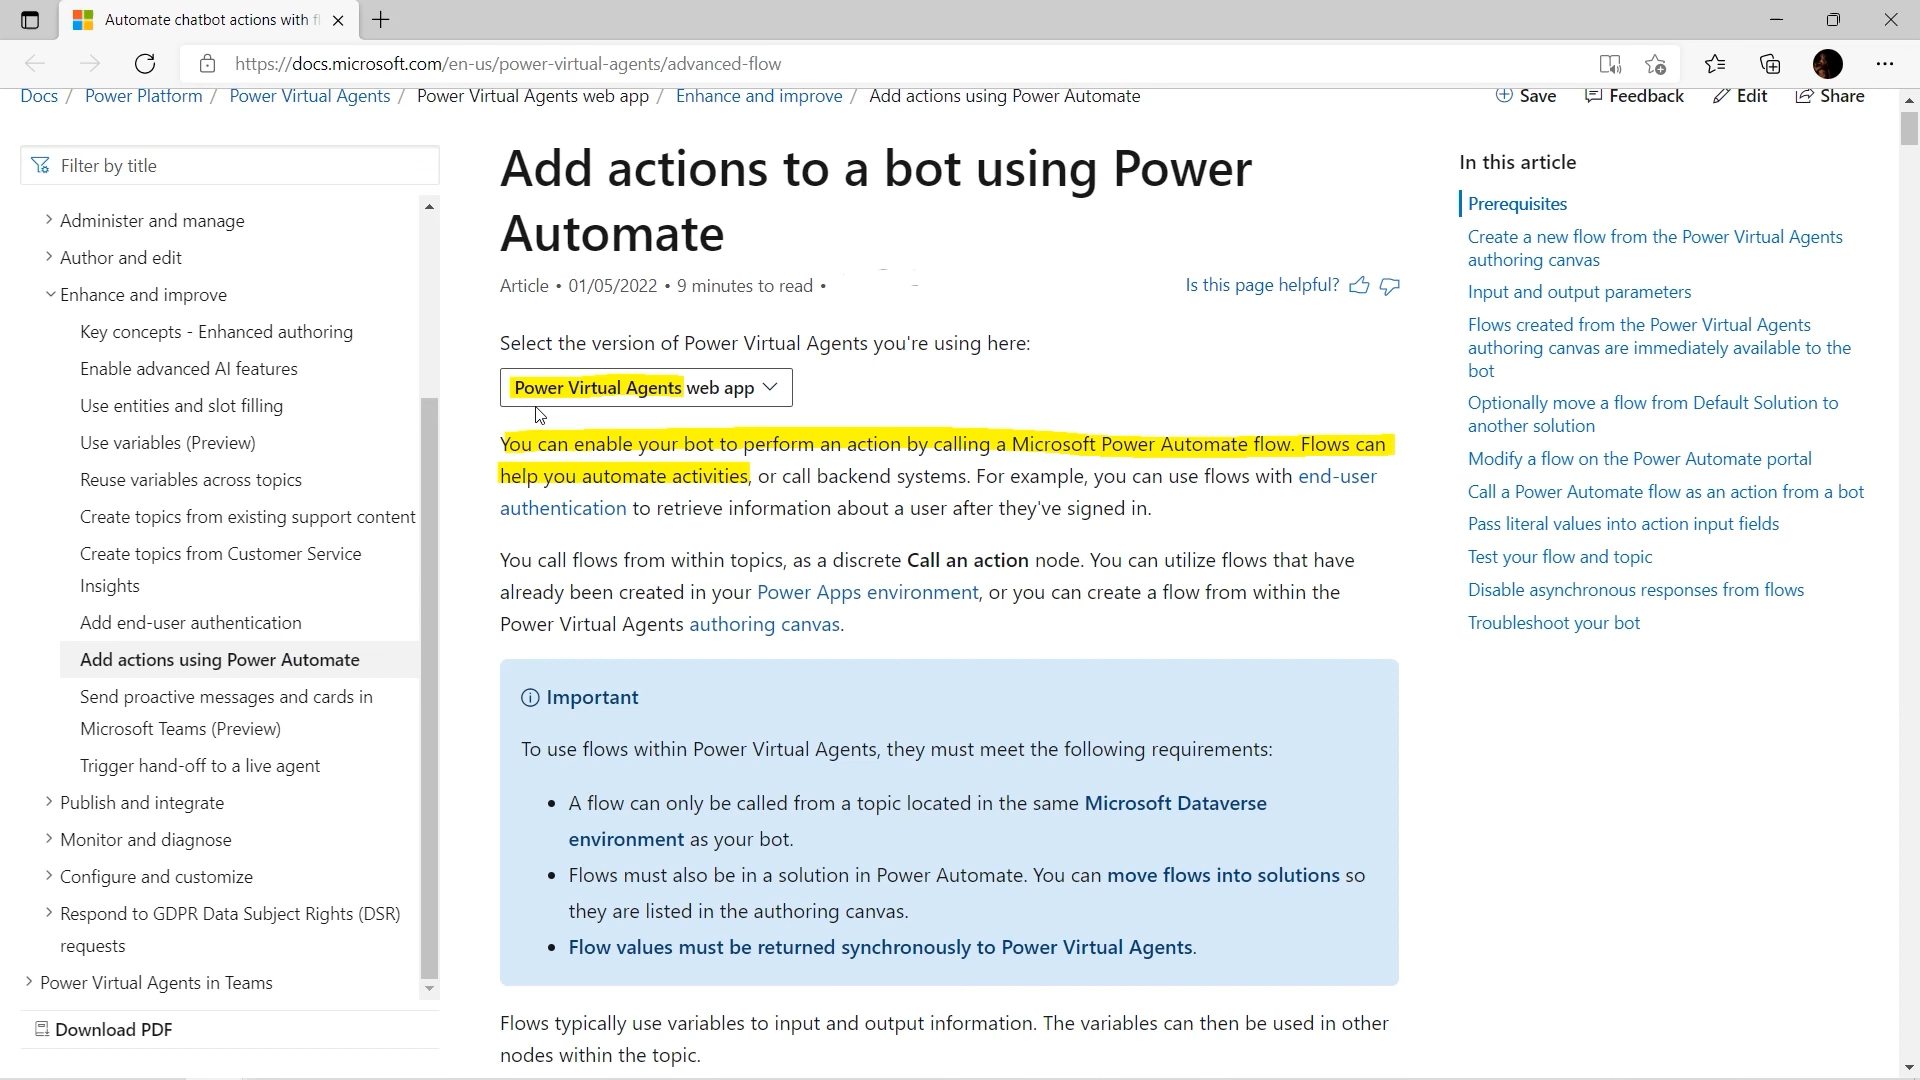 Automate chatbot actions with fl
https://docs.microsoft.com/en-us/power-virtual-agents/advanced-flow
Docs / Power Platform / Power Virtual Agents / Power Virtual Agents web app / Enhance and improve / Add actions using Power Automate
Save Feedback Edit Share
Filter by title
Administer and manage
Author and edit
Enhance and improve
Key concepts - Enhanced authoring
Enable advanced AI features
Use entities and slot filling
Use variables (Preview)
Reuse variables across topics
Create topics from existing support content
Create topics from Customer Service
Insights
Add end-user authentication
Add actions using Power Automate
Send proactive messages and cards in
Microsoft Teams (Preview)
Trigger hand-off to a live agent
Publish and integrate
Monitor and diagnose
Configure and customize
Respond to GDPR Data Subject Rights (DSR)
requests
Power Virtual Agents in Teams
Download PDF
Add actions to a bot using Power
Automate
Article • 01/05/2022 • 9 minutes to read •
Is this page helpful?
Select the version of Power Virtual Agents you're using here:
Power Virtual Agents web app
You can enable your bot to perform an action by calling a Microsoft Power Automate flow. Flows can
help you automate activities, or call backend systems. For example, you can use flows with end-user
authentication to retrieve information about a user after they've signed in.
You call flows from within topics, as a discrete Call an action node. You can utilize flows that have
already been created in your Power Apps environment, or you can create a flow from within the
Power Virtual Agents authoring canvas.
Important
To use flows within Power Virtual Agents, they must meet the following requirements:
• A flow can only be called from a topic located in the same Microsoft Dataverse
environment as your bot.
• Flows must also be in a solution in Power Automate. You can move flows into solutions so
they are listed in the authoring canvas.
• Flow values must be returned synchronously to Power Virtual Agents.
Flows typically use variables to input and output information. The variables can then be used in other
nodes within the topic.
In this article
Prerequisites
Create a new flow from the Power Virtual Agents
authoring canvas
Input and output parameters
Flows created from the Power Virtual Agents
authoring canvas are immediately available to the
bot
Optionally move a flow from Default Solution to
another solution
Modify a flow on the Power Automate portal
Call a Power Automate flow as an action from a bot
Pass literal values into action input fields
Test your flow and topic
Disable asynchronous responses from flows
Troubleshoot your bot